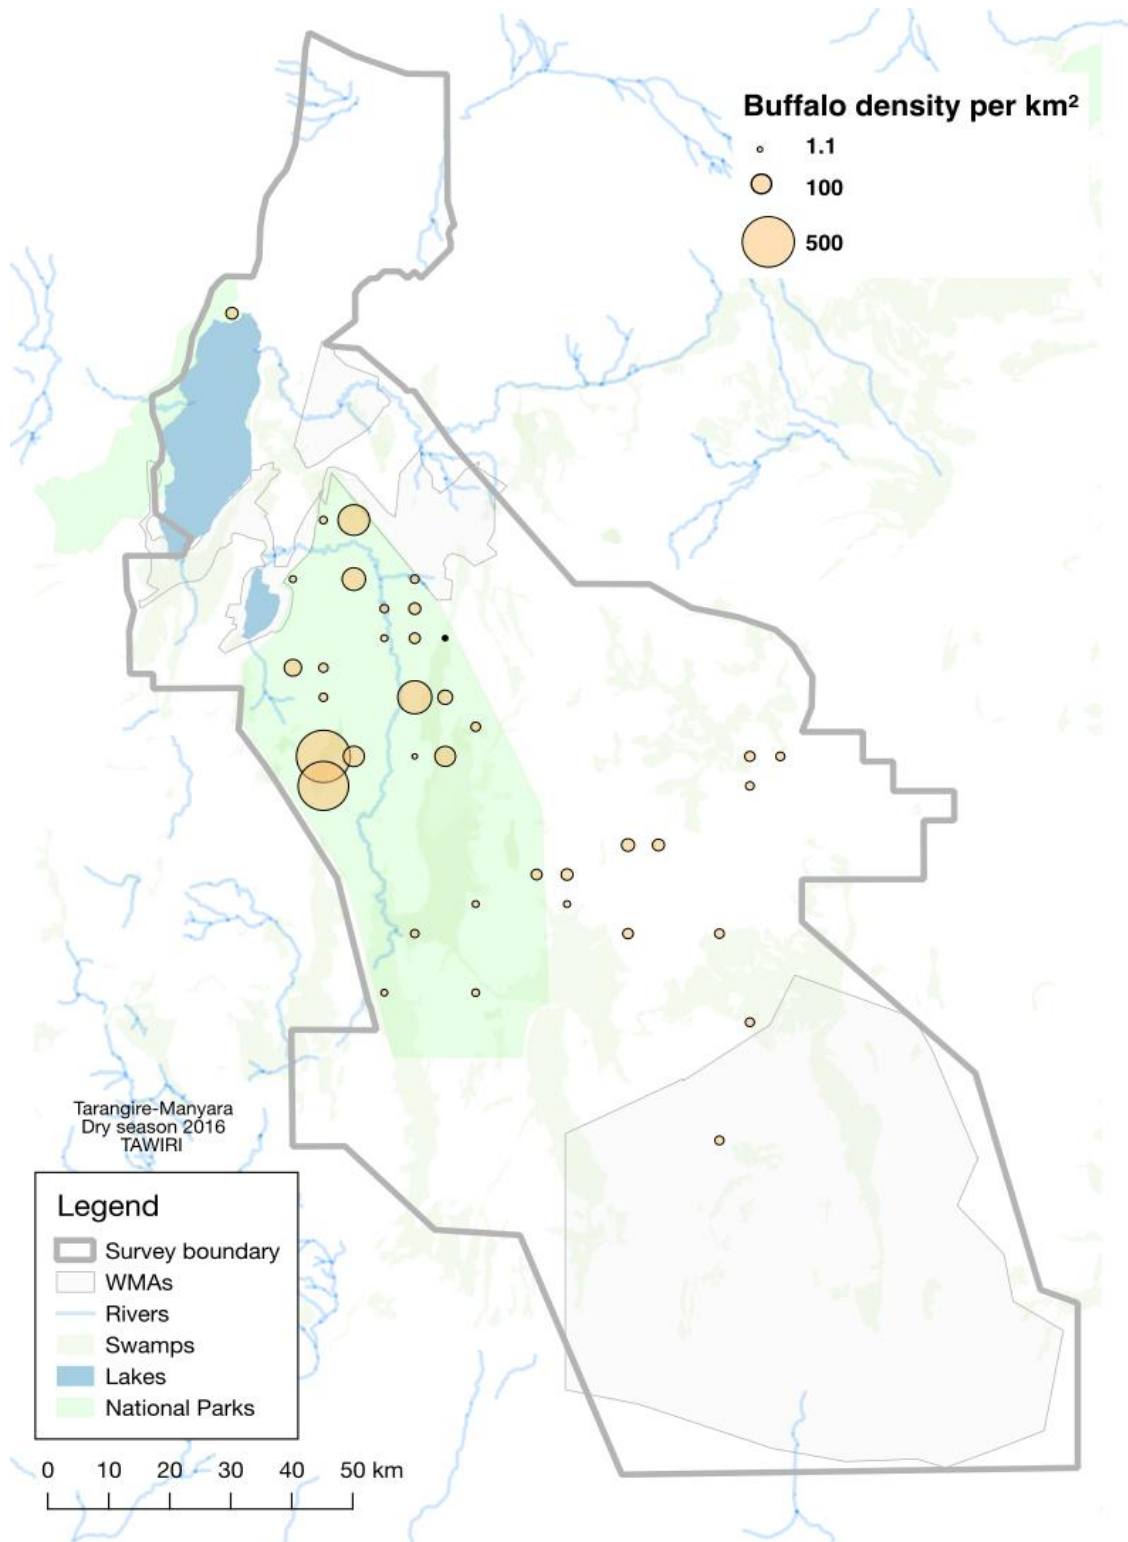 Buffalo density per km²
1.1
100
500
Tarangire-Manyara
Dry season 2016
TAWIRI
Legend
Survey boundary
WMAs
Rivers
Swamps
Lakes
National Parks
0 10 20 30 40 50 km